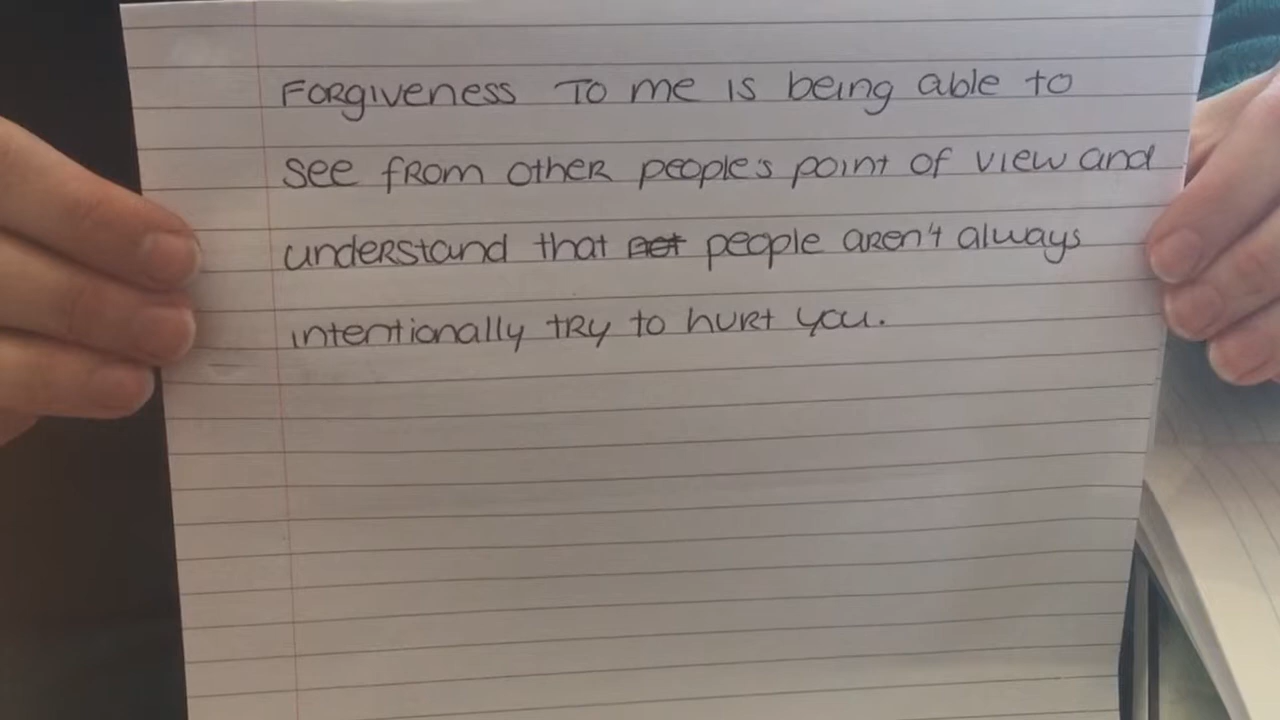 Forgiveness To me is being able to
see from other people's point of view and
understand that people aren't always
intentionally try to hurt you.